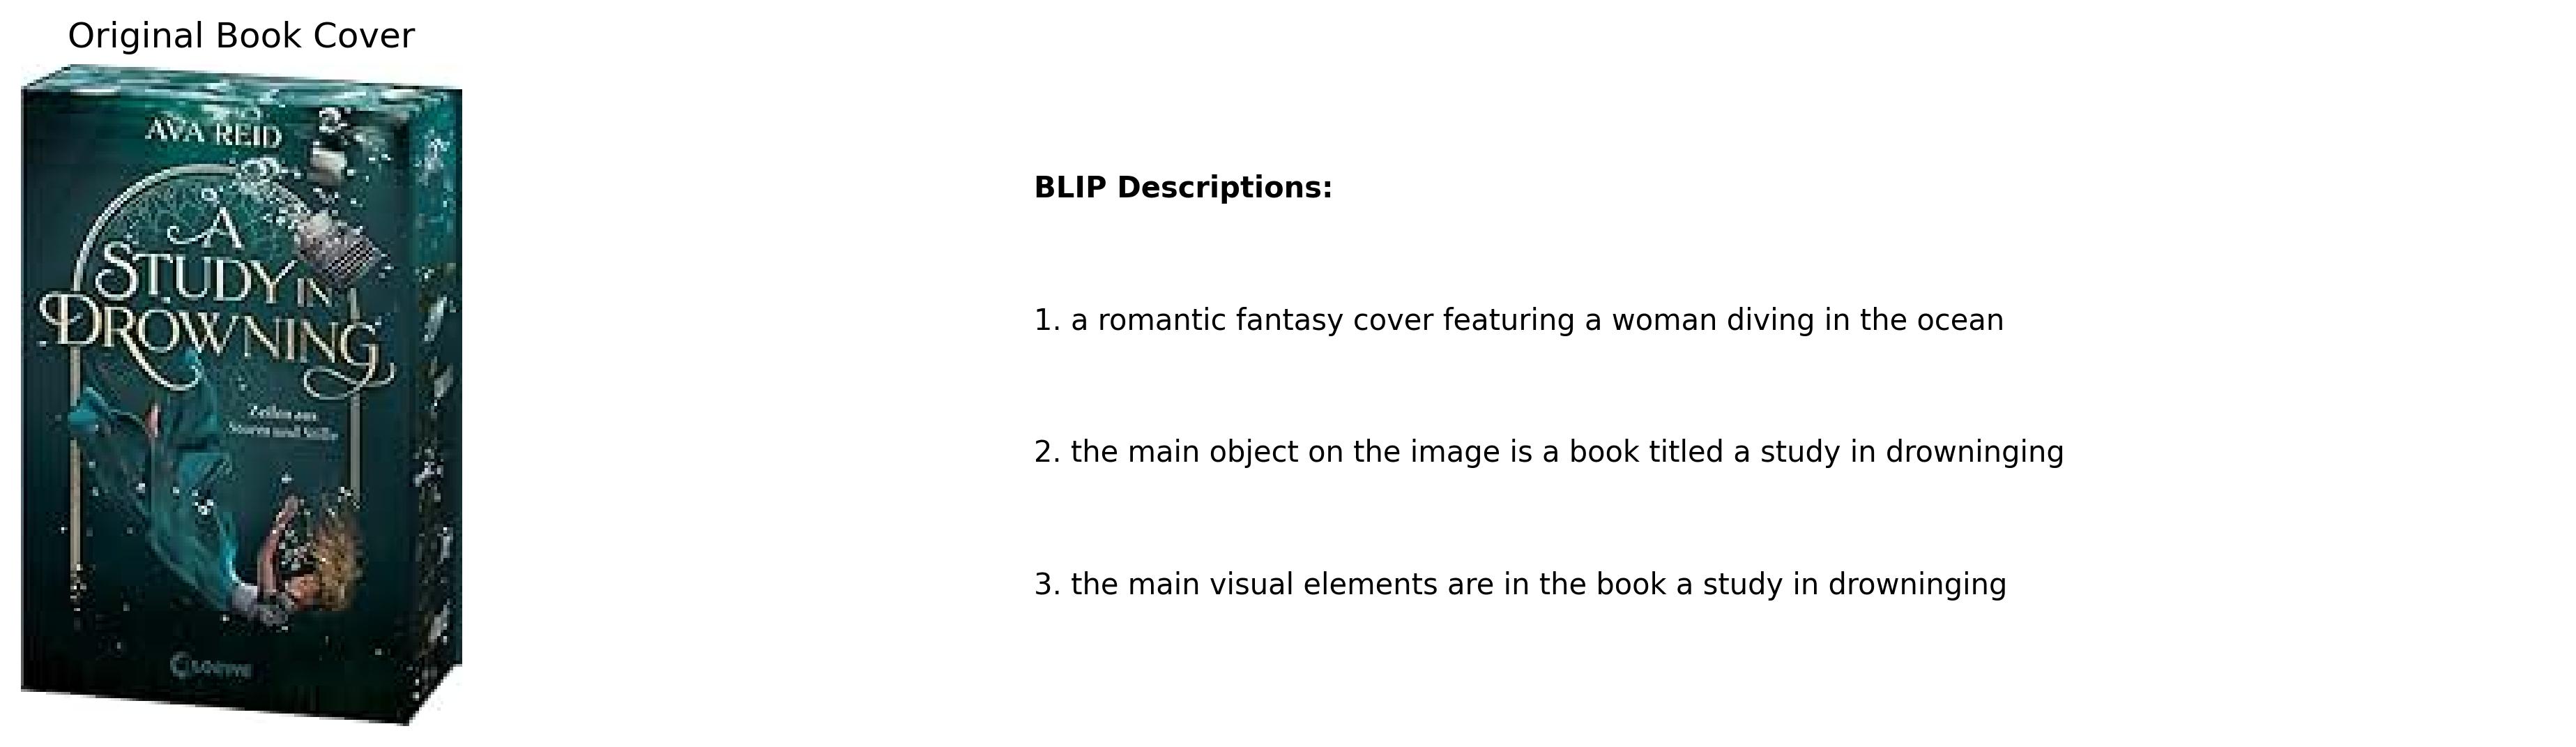 Original Book Cover
AVA REID
A
STUDY IN
DROWNING
Zeilen aus
Sturm und Stille
Loewe
BLIP Descriptions:
1. a romantic fantasy cover featuring a woman diving in the ocean
2. the main object on the image is a book titled a study in drowninging
3. the main visual elements are in the book a study in drowninging